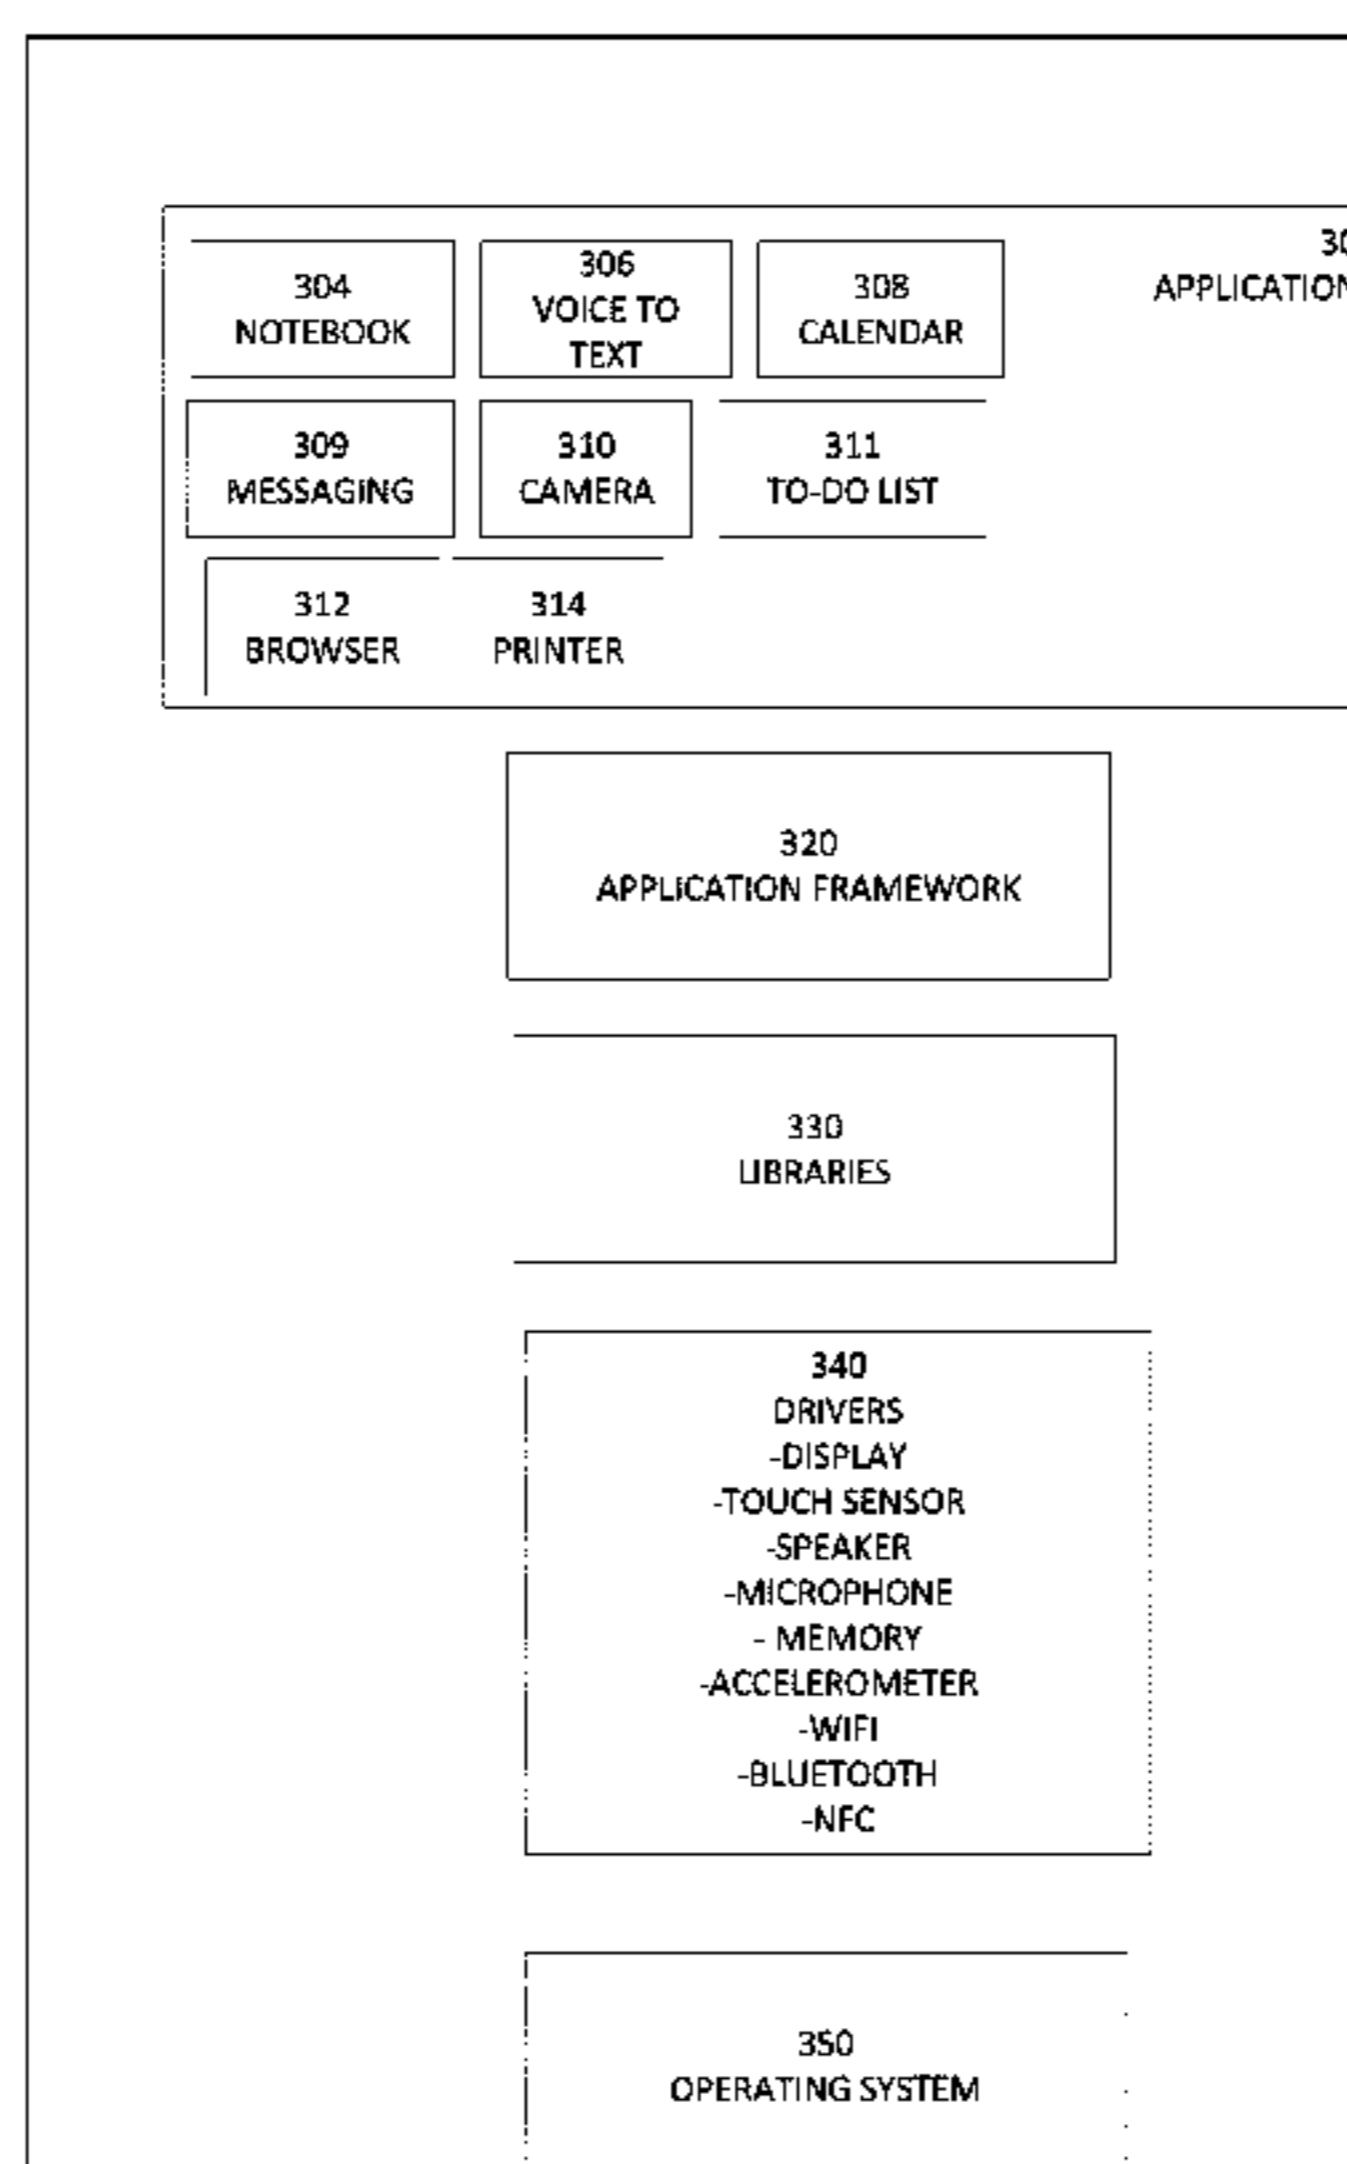 304
NOTEBOOK
306
VOICE TO
TEXT
308
CALENDAR
309
MESSAGING
310
CAMERA
311
TO-DO LIST
312
BROWSER
314
PRINTER
320
APPLICATION FRAMEWORK
330
LIBRARIES
340
DRIVERS
-DISPLAY
-TOUCH SENSOR
-SPEAKER
-MICROPHONE
- MEMORY
-ACCELEROMETER
-WIFI
-BLUETOOTH
-NFC
350
OPERATING SYSTEM